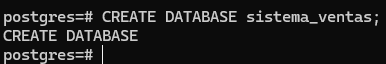 postgres=# CREATE DATABASE sistema_ventas;
CREATE DATABASE
postgres=#